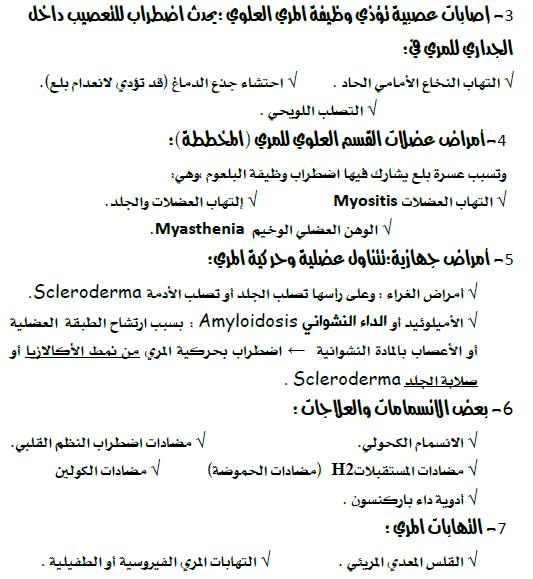 3- إصابات عصبية تؤذي وظيفة المري العلوي :يحدث اضطراب للتعصيب داخل
الجداري للمري في:
√ التهاب النخاع الأمامي الحاد . √ احتشاء جذع الدماغ (قد تؤدي لانعدام بلع).
√ التصلب اللويحي .
4-أمراض عضلات القسم العلوي للمري (المخططة):
وتسبب عسرة بلع يشارك فيها اضطراب وظيفة البلعوم ،وهي:
√ التهاب العضلات Myositis √ إلتهاب العضلات والجلد.
√ الوهن العضلي الوخيم Myasthenia.
5- أمراض جهازية:تتناول عضلية وحركية المري:
√ أمراض الغراء : وعلى رأسها تصلب الجلد أو تصلب الأدمة Scleroderma.
√ الأميلوئيد أو الداء النشواني Amyloidosis : بسبب ارتشاح الطبقة العضلية
أو الأعصاب بالمادة النشوانية ← اضطراب بحركية المري من نمط الأكالازيا أو
صلابة الجلد Scleroderma .
6- بعض الانسمامات والعلاجات :
√ الانسمام الكحولي. √ مضادات اضطراب النظم القلبي.
√ مضادات المستقبلات H2 (مضادات الحموضة) √ مضادات الكولين
√ أدوية داء باركنسون .
7- التهابات المري :
√ القلس المعدي المريئي . √ التهابات المري الفيروسية أو الطفيلية .